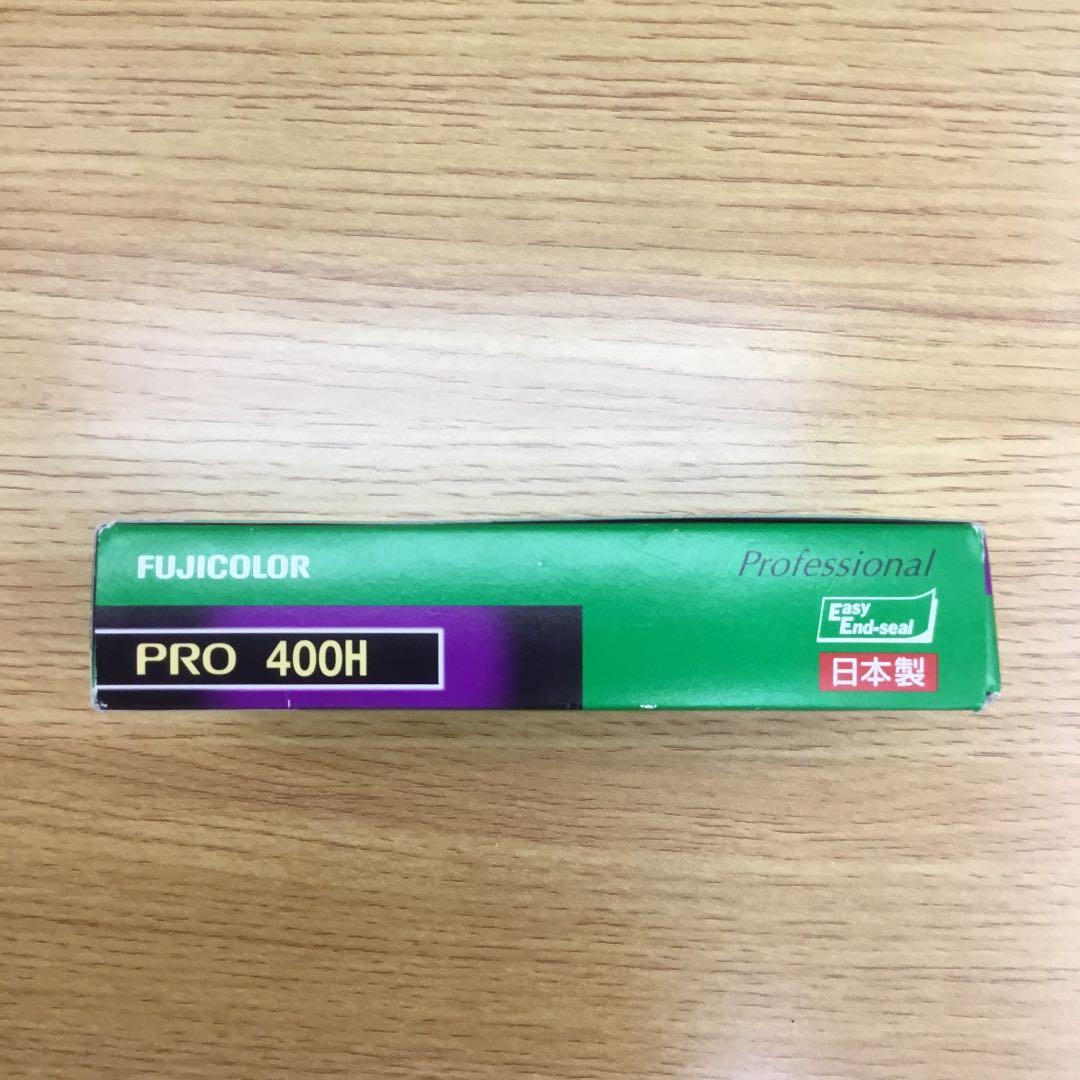 FUJICOLOR
PRO 400H
Professional
Easy
End-seal
日本製